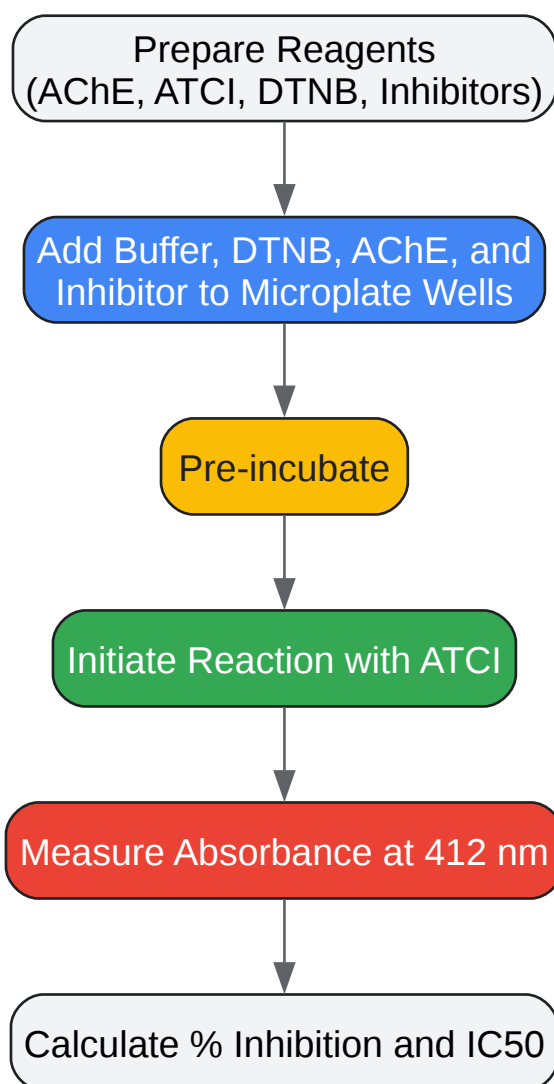 Prepare Reagents
(AChE, ATCI, DTNB, Inhibitors)
Add Buffer, DTNB, AChE, and
Inhibitor to Microplate Wells
Pre-incubate
Initiate Reaction with ATCI
Measure Absorbance at 412 nm
Calculate % Inhibition and IC50